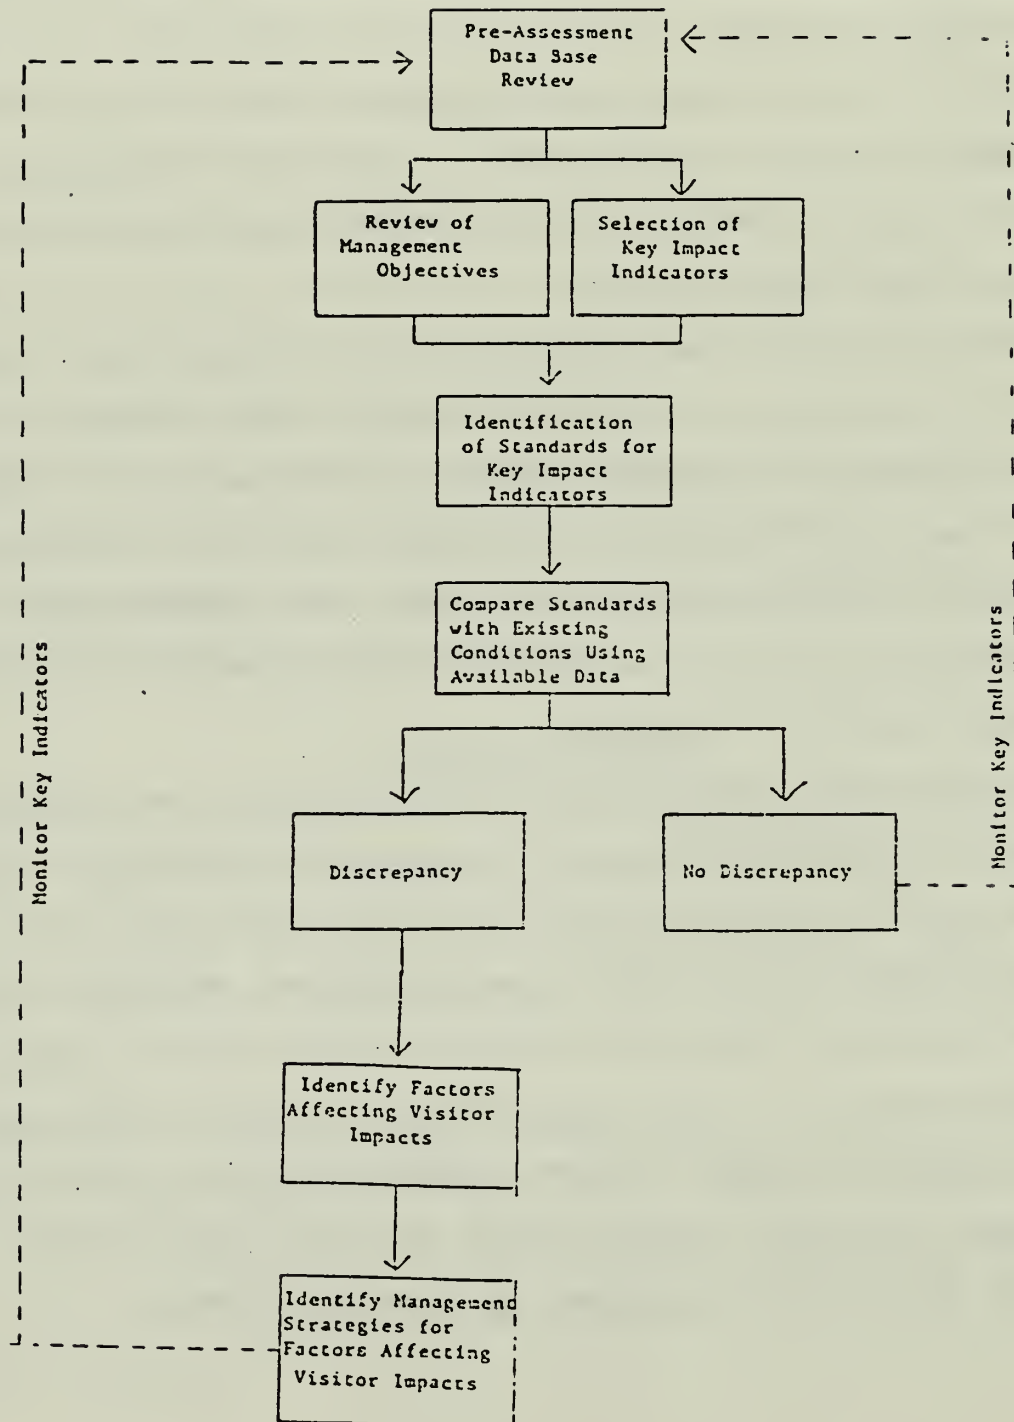 Pre-Assessment
Data Base
Review
Review of
Management
Objectives
Selection of
Key Impact
Indicators
Identification
of Standards for
Key Impact
Indicators
Compare Standards
with Existing
Conditions Using
Available Data
Monitor Key Indicators
Monitor Key Indicators
Discrepancy
No Discrepancy
Identify Factors
Affecting Visitor
Impacts
Identify Management
Strategies for
Factors Affecting
Visitor Impacts